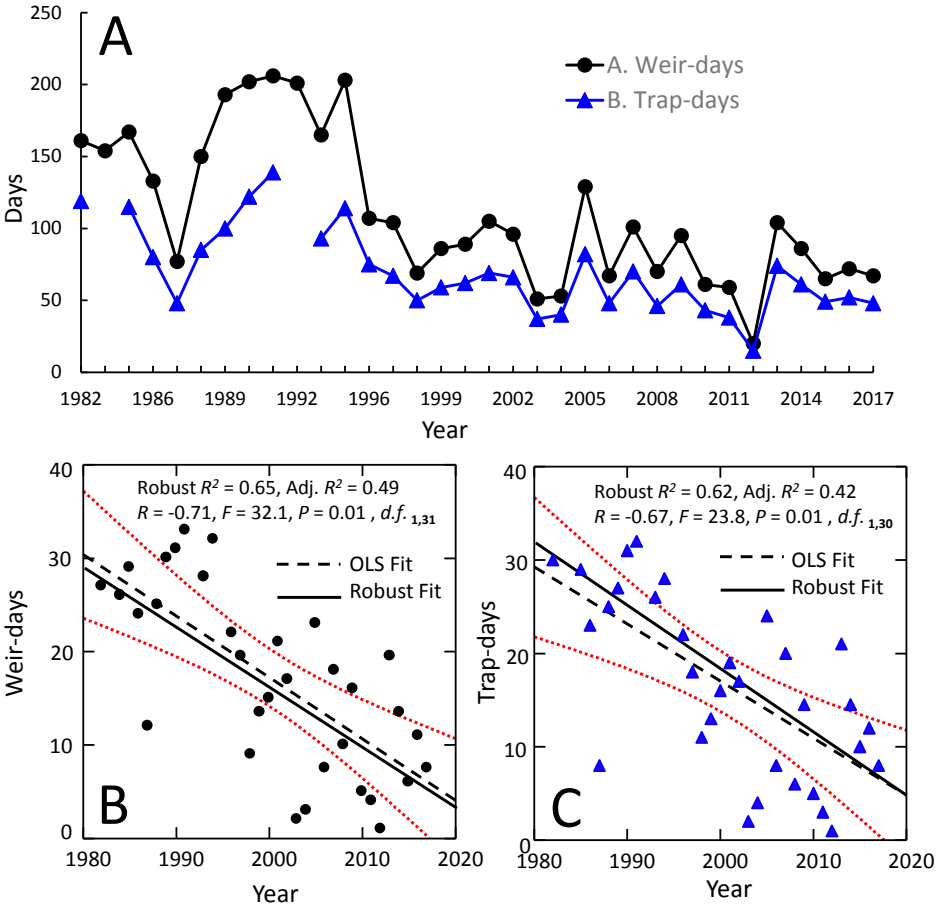 250
200
150
100
50
0
Days
A
A. Weir-days
B. Trap-days
1982 1986 1989 1992 1996 1999 2002 2005 2008 2011 2014 2017
Year
40
30
20
10
0
Weir-days
Robust R² = 0.65, Adj. R² = 0.49
R = -0.71, F = 32.1, P = 0.01 , d.f. 1,31
OLS Fit
Robust Fit
B
1980 1990 2000 2010 2020
Year
40
30
20
10
0
Trap-days
Robust R² = 0.62, Adj. R² = 0.42
R = -0.67, F = 23.8, P = 0.01 , d.f. 1,30
OLS Fit
Robust Fit
C
1980 1990 2000 2010 2020
Year